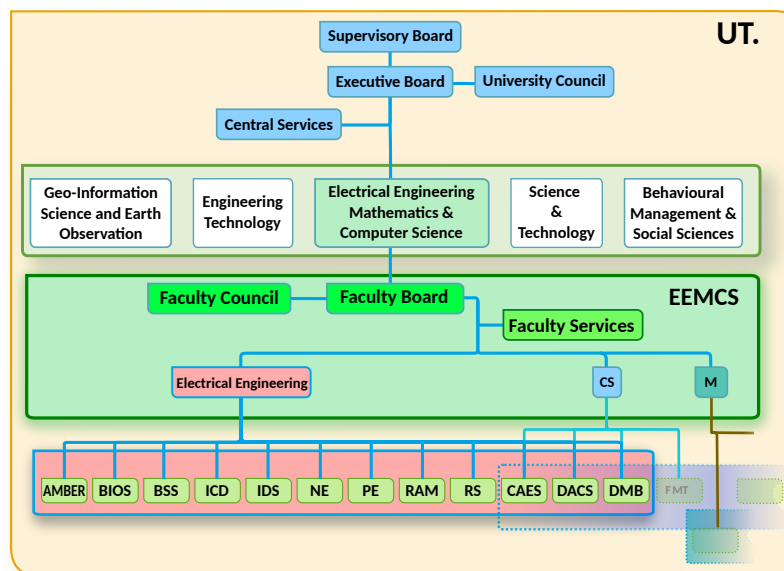 UT.
Supervisory Board
Executive Board
University Council
Central Services
Geo-Information
Science and Earth
Observation
Engineering
Technology
Electrical Engineering
Mathematics &
Computer Science
Science
&
Technology
Behavioural
Management &
Social Sciences
EEMCS
Faculty Council
Faculty Board
Faculty Services
Electrical Engineering
CS
M
AMBER
BIOS
BSS
ICD
IDS
NE
PE
RAM
RS
CAES
DACS
DMB
FMT